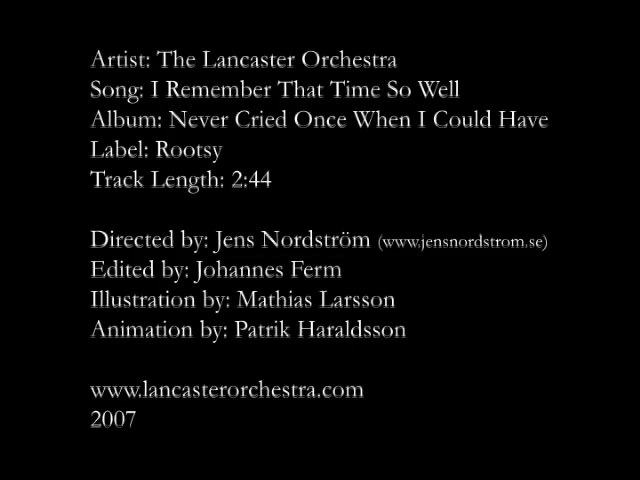 Artist: The Lancaster Orchestra
Song: I Remember That Time So Well
Album: Never Cried Once When I Could Have
Label: Rootsy
Track Length: 2:44
Directed by: Jens Nordström (www.jensnordstrom.se)
Edited by: Johannes Ferm
Illustration by: Mathias Larsson
Animation by: Patrik Haraldsson
www.lancasterorchestra.com
2007